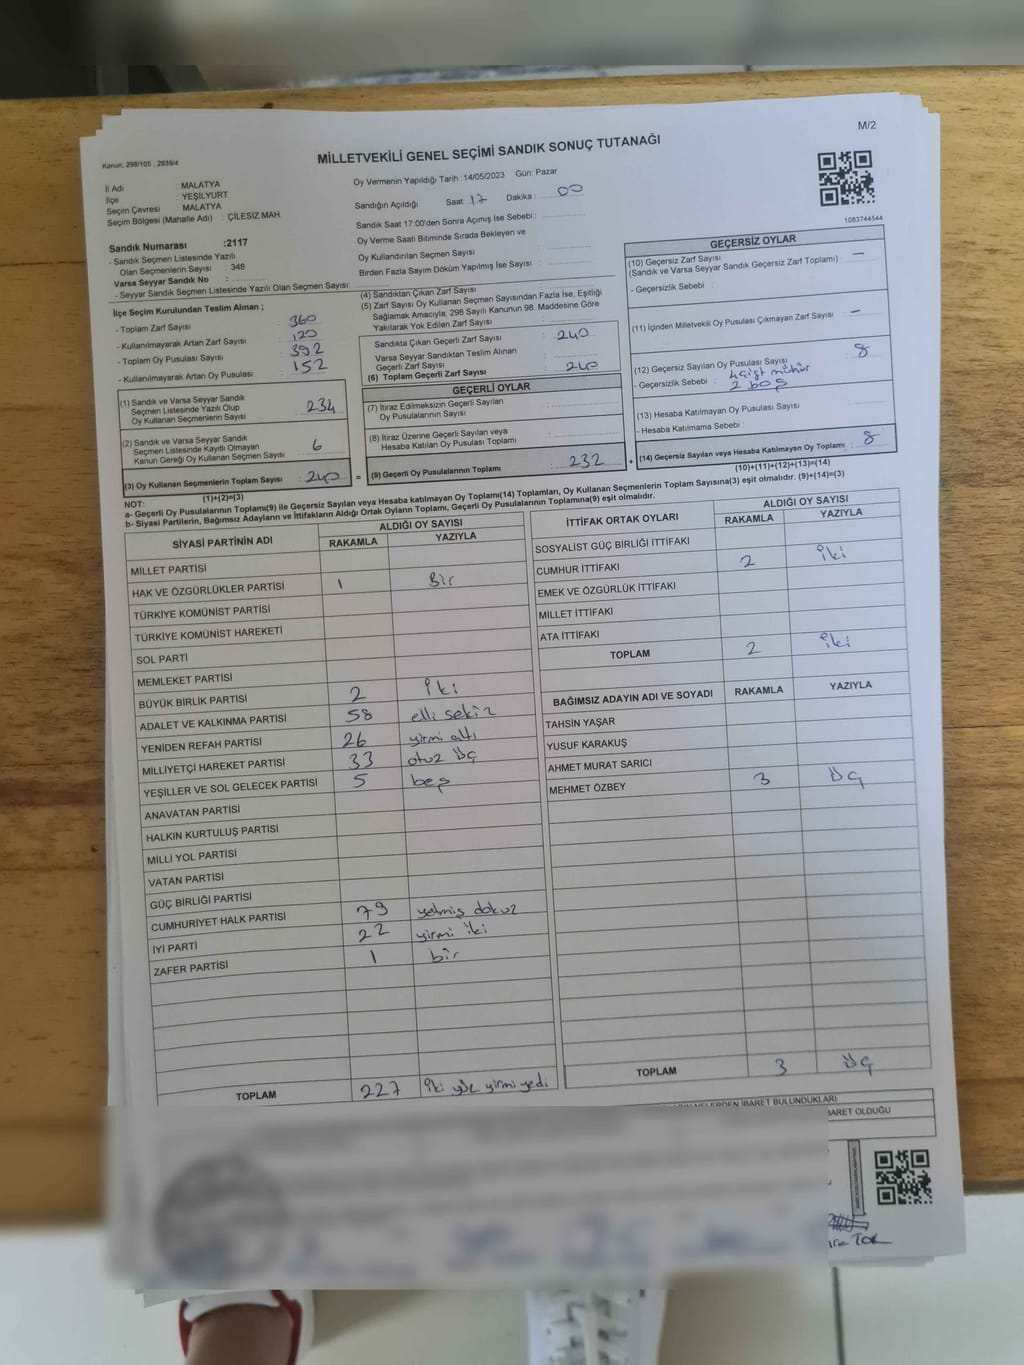 M/2
Kanun: 298/105 , 2839/4
MİLLETVEKİLİ GENEL SEÇİMİ SANDIK SONUÇ TUTANAĞI
İl Adı : MALATYA
İlçe : YEŞİLYURT
Seçim Çevresi : MALATYA
Seçim Bölgesi (Mahalle Adı) : ÇİLESİZ MAH.
Sandık Numarası :2117
- Sandık Seçmen Listesinde Yazılı
Olan Seçmenlerin Sayısı : 348
Varsa Seyyar Sandık No :
- Seyyar Sandık Seçmen Listesinde Yazılı Olan Seçmen Sayısı:
Oy Vermenin Yapıldığı Tarih : 14/05/2023 Gün: Pazar
Sandığın Açıldığı Saat: 17 Dakika : 00
Sandık Saat 17:00'den Sonra Açımış İse Sebebi :
Oy Verme Saati Bitiminde Sırada Bekleyen ve
Oy Kullandırılan Seçmen Sayısı :
Birden Fazla Sayım Döküm Yapılmış İse Sayısı :
1083744544
İlçe Seçim Kurulundan Teslim Alınan ;
- Toplam Zarf Sayısı : 360
- Kullanılmayarak Artan Zarf Sayısı : 120
- Toplam Oy Pusulası Sayısı : 392
- Kullanılmayarak Artan Oy Pusulası : 152
(1) Sandık ve Varsa Seyyar Sandık
Seçmen Listesinde Yazılı Olup
Oy Kullanan Seçmenlerin Sayısı : 234
(2) Sandık ve Varsa Seyyar Sandık
Seçmen Listesinde Kayıtlı Olmayan
Kanun Gereği Oy Kullanan Seçmen Sayısı : 6
(3) Oy Kullanan Seçmenlerin Toplam Sayısı : 240
(1)+(2)=(3)
(4) Sandıktan Çıkan Zarf Sayısı :
(5) Zarf Sayısı Oy Kullanan Seçmen Sayısından Fazla İse, Eşitliği
Sağlamak Amacıyla; 298 Sayılı Kanunun 98. Maddesine Göre
Yakılarak Yok Edilen Zarf Sayısı :
Sandıkta Çıkan Geçerli Zarf Sayısı : 240
Varsa Seyyar Sandıktan Teslim Alınan
Geçerli Zarf Sayısı :
(6) Toplam Geçerli Zarf Sayısı : 240
GEÇERLİ OYLAR
(7) İtiraz Edilmeksizin Geçerli Sayılan
Oy Pusulalarının Sayısı :
(8) İtiraz Üzerine Geçerli Sayılan veya
Hesaba Katılan Oy Pusulası Toplamı :
= (9) Geçerli Oy Pusulalarının Toplamı : 232
GEÇERSİZ OYLAR
(10) Geçersiz Zarf Sayısı : —
(Sandık ve Varsa Seyyar Sandık Geçersiz Zarf Toplamı)
- Geçersizlik Sebebi :
(11) İçinden Milletvekili Oy Pusulası Çıkmayan Zarf Sayısı : —
(12) Geçersiz Sayılan Oy Pusulası Sayısı : 8
- Geçersizlik Sebebi : mühür
2 boş
(13) Hesaba Katılmayan Oy Pusulası Sayısı :
- Hesaba Katılmama Sebebi :
+ (14) Geçersiz Sayılan veya Hesaba Katılmayan Oy Toplamı : 8
(10)+(11)+(12)+(13)=(14)
NOT:
a- Geçerli Oy Pusulalarının Toplamı(9) ile Geçersiz Sayılan veya Hesaba katılmayan Oy Toplamı(14) Toplamları, Oy Kullanan Seçmenlerin Toplam Sayısına(3) eşit olmalıdır. (9)+(14)=(3)
b- Siyasi Partilerin, Bağımsız Adayların ve İttifakların Aldığı Ortak Oyların Toplamı, Geçerli Oy Pusulalarının Toplamına(9) eşit olmalıdır.
SİYASİ PARTİNİN ADI ALDIĞI OY SAYISI
RAKAMLA YAZIYLA
MİLLET PARTİSİ
HAK VE ÖZGÜRLÜKLER PARTİSİ 1 Bir
TÜRKİYE KOMÜNİST PARTİSİ
TÜRKİYE KOMÜNİST HAREKETİ
SOL PARTİ
MEMLEKET PARTİSİ
BÜYÜK BİRLİK PARTİSİ 2 iki
ADALET VE KALKINMA PARTİSİ 58 elli sekiz
YENİDEN REFAH PARTİSİ 26 yirmi altı
MİLLİYETÇİ HAREKET PARTİSİ 33 otuz üç
YEŞİLLER VE SOL GELECEK PARTİSİ 5 beş
ANAVATAN PARTİSİ
HALKIN KURTULUŞ PARTİSİ
MİLLİ YOL PARTİSİ
VATAN PARTİSİ
GÜÇ BİRLİĞİ PARTİSİ
CUMHURİYET HALK PARTİSİ 79 yetmiş dokuz
İYİ PARTİ 22 yirmi iki
ZAFER PARTİSİ 1 bir
TOPLAM 227 iki yüz yirmi yedi
İTTİFAK ORTAK OYLARI ALDIĞI OY SAYISI
RAKAMLA YAZIYLA
SOSYALİST GÜÇ BİRLİĞİ İTTİFAKI
CUMHUR İTTİFAKI 2 iki
EMEK VE ÖZGÜRLÜK İTTİFAKI
MİLLET İTTİFAKI
ATA İTTİFAKI
TOPLAM 2 iki
BAĞIMSIZ ADAYIN ADI VE SOYADI RAKAMLA YAZIYLA
TAHSİN YAŞAR
YUSUF KARAKUŞ
AHMET MURAT SARICI
MEHMET ÖZBEY 3 üç
TOPLAM 3 üç
İBARET BULUNDUKLARI
BARET OLDUĞU
TOK